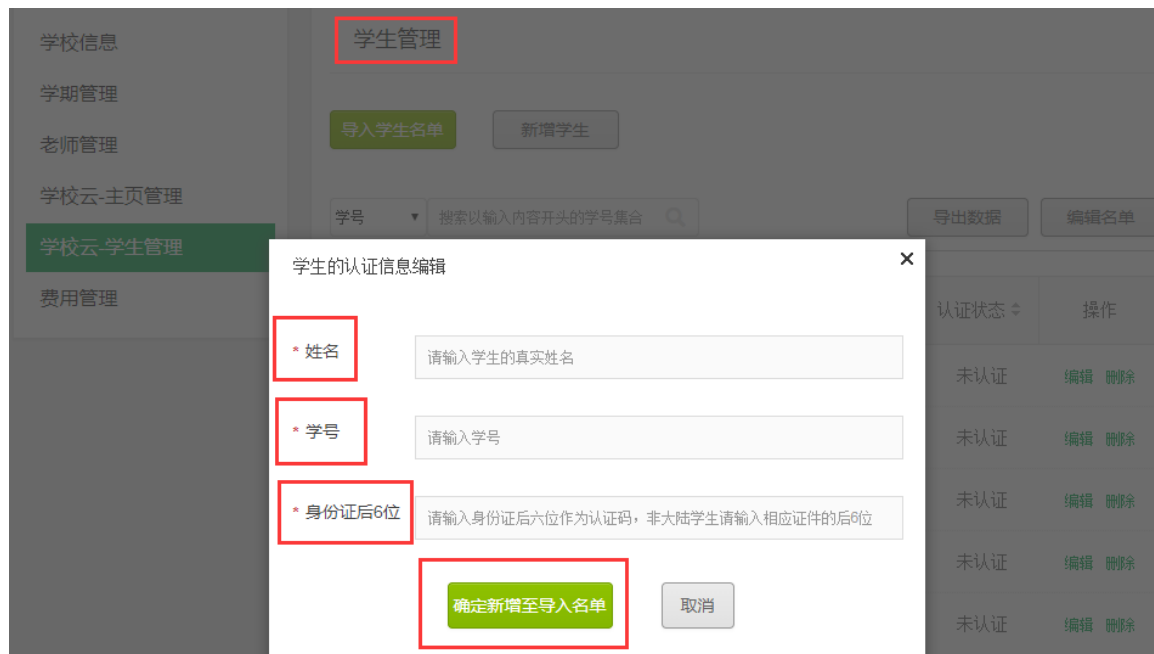 学校信息
学期管理
老师管理
学校云-主页管理
学校云-学生管理
费用管理
学生管理
导入学生名单 新增学生
学号 搜索以输入内容开头的学号集合 导出数据 编辑名单
认证状态 操作
未认证 编辑 删除
未认证 编辑 删除
未认证 编辑 删除
未认证 编辑 删除
未认证 编辑 删除
学生的认证信息编辑 ×
* 姓名 请输入学生的真实姓名
* 学号 请输入学号
* 身份证后6位 请输入身份证后六位作为认证码，非大陆学生请输入相应证件的后6位
确定新增至导入名单 取消